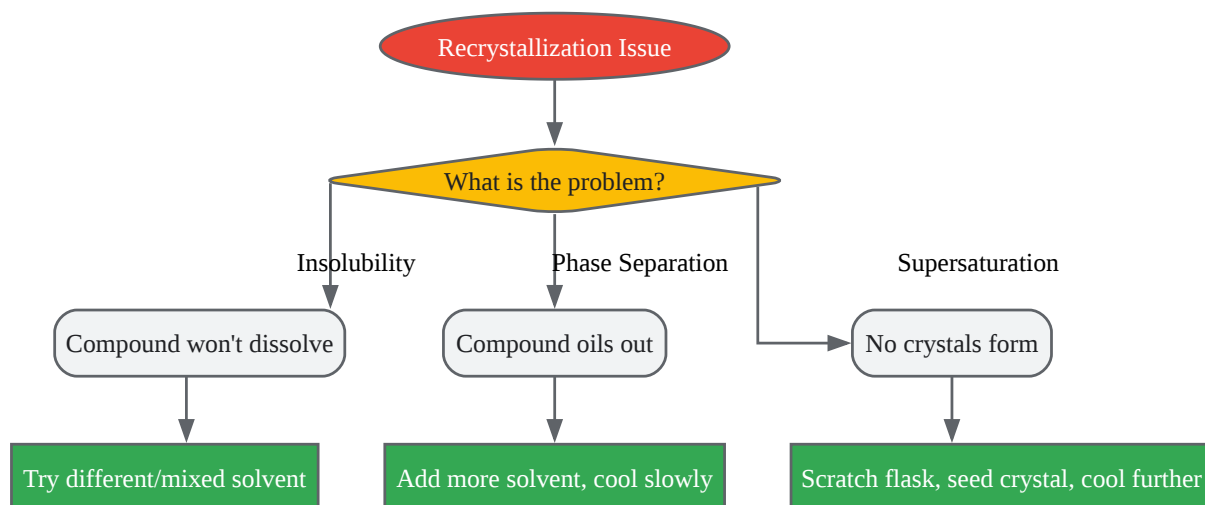 Recrystallization Issue
What is the problem?
Insolubility
Phase Separation
Supersaturation
Compound won't dissolve
Compound oils out
No crystals form
Try different/mixed solvent
Add more solvent, cool slowly
Scratch flask, seed crystal, cool further